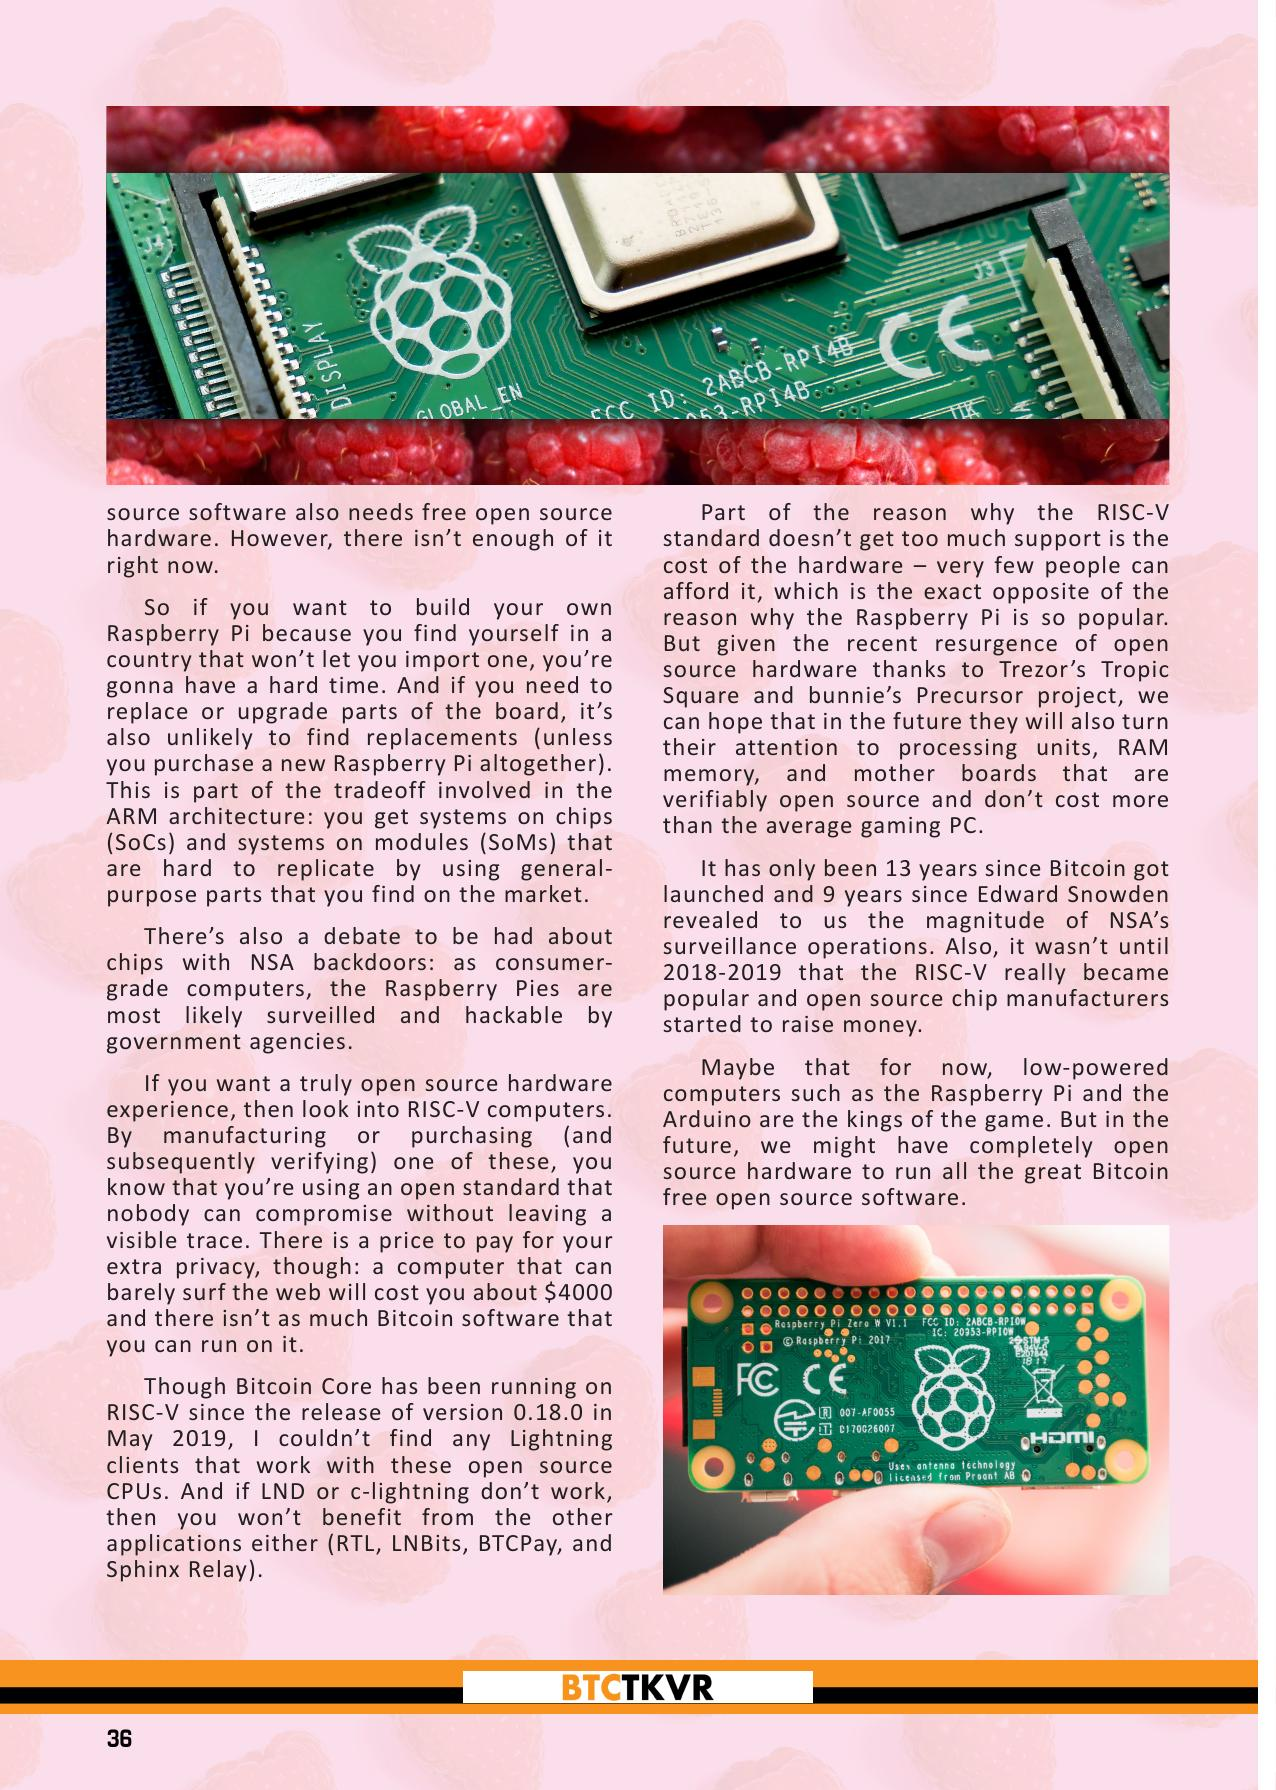 J4
DISPLAY
GLOBAL_EN
FCC ID: 2ABCB-RPI4B
20953-RPI4B
CE
J3
UK
source software also needs free open source
hardware. However, there isn’t enough of it
right now.
So if you want to build your own
Raspberry Pi because you find yourself in a
country that won’t let you import one, you’re
gonna have a hard time. And if you need to
replace or upgrade parts of the board, it’s
also unlikely to find replacements (unless
you purchase a new Raspberry Pi altogether).
This is part of the tradeoff involved in the
ARM architecture: you get systems on chips
(SoCs) and systems on modules (SoMs) that
are hard to replicate by using general-
purpose parts that you find on the market.
There’s also a debate to be had about
chips with NSA backdoors: as consumer-
grade computers, the Raspberry Pies are
most likely surveilled and hackable by
government agencies.
If you want a truly open source hardware
experience, then look into RISC-V computers.
By manufacturing or purchasing (and
subsequently verifying) one of these, you
know that you’re using an open standard that
nobody can compromise without leaving a
visible trace. There is a price to pay for your
extra privacy, though: a computer that can
barely surf the web will cost you about $4000
and there isn’t as much Bitcoin software that
you can run on it.
Though Bitcoin Core has been running on
RISC-V since the release of version 0.18.0 in
May 2019, I couldn’t find any Lightning
clients that work with these open source
CPUs. And if LND or c-lightning don’t work,
then you won’t benefit from the other
applications either (RTL, LNBits, BTCPay, and
Sphinx Relay).
Part of the reason why the RISC-V
standard doesn’t get too much support is the
cost of the hardware – very few people can
afford it, which is the exact opposite of the
reason why the Raspberry Pi is so popular.
But given the recent resurgence of open
source hardware thanks to Trezor’s Tropic
Square and bunnie’s Precursor project, we
can hope that in the future they will also turn
their attention to processing units, RAM
memory, and mother boards that are
verifiably open source and don’t cost more
than the average gaming PC.
It has only been 13 years since Bitcoin got
launched and 9 years since Edward Snowden
revealed to us the magnitude of NSA’s
surveillance operations. Also, it wasn’t until
2018-2019 that the RISC-V really became
popular and open source chip manufacturers
started to raise money.
Maybe that for now, low-powered
computers such as the Raspberry Pi and the
Arduino are the kings of the game. But in the
future, we might have completely open
source hardware to run all the great Bitcoin
free open source software.
Raspberry Pi Zero W V1.1 FCC ID: 2ABCB-RPI0W
IC: 20953-RPI0W
© Raspberry Pi 2017
94V-0
E207844
1817
FC CE
R 007-AF0055
T D170026007
HDMI
Uses antenna technology
licensed from Proant AB
BTCTKVR
36